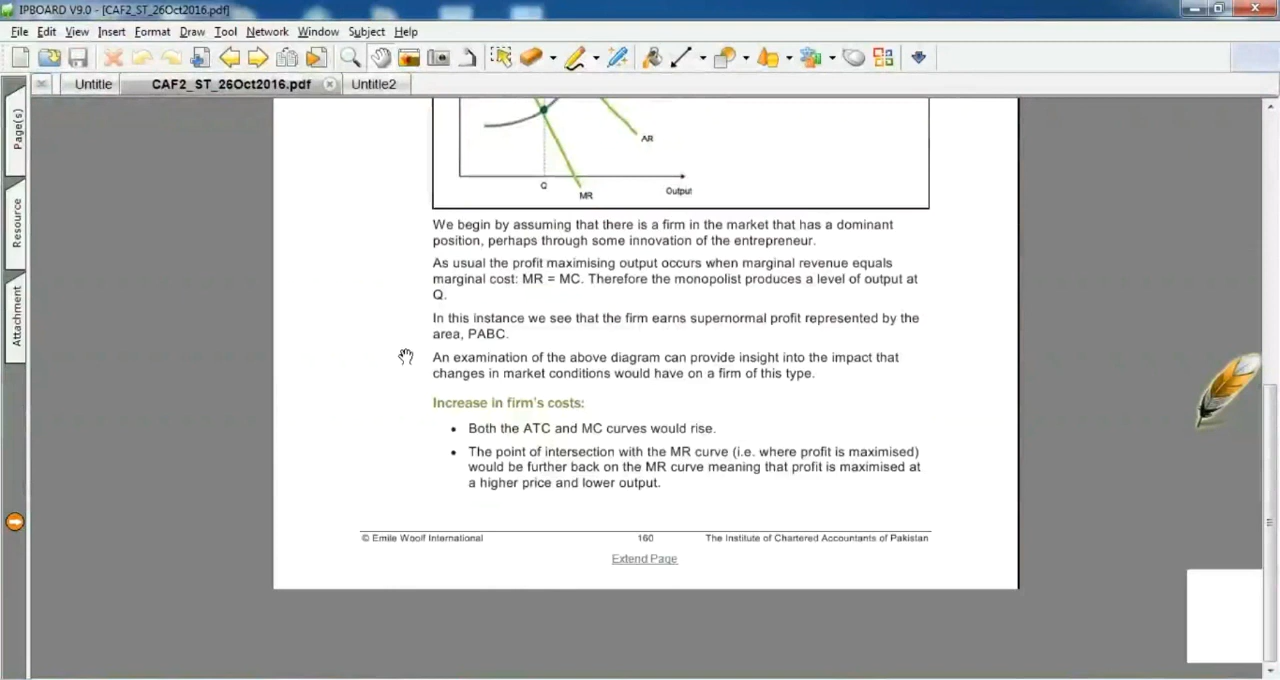 IPBOARD V9.0 - [CAF2_ST_26Oct2016.pdf]
File Edit View Insert Format Draw Tool Network Window Subject Help
Untitle CAF2_ST_26Oct2016.pdf Untitle2
Page(s)
Resource
Attachment
AR
Q
MR
Output
We begin by assuming that there is a firm in the market that has a dominant
position, perhaps through some innovation of the entrepreneur.
As usual the profit maximising output occurs when marginal revenue equals
marginal cost: MR = MC. Therefore the monopolist produces a level of output at
Q.
In this instance we see that the firm earns supernormal profit represented by the
area, PABC.
An examination of the above diagram can provide insight into the impact that
changes in market conditions would have on a firm of this type.
Increase in firm's costs:
• Both the ATC and MC curves would rise.
• The point of intersection with the MR curve (i.e. where profit is maximised)
would be further back on the MR curve meaning that profit is maximised at
a higher price and lower output.
© Emile Woolf International 160 The Institute of Chartered Accountants of Pakistan
Extend Page